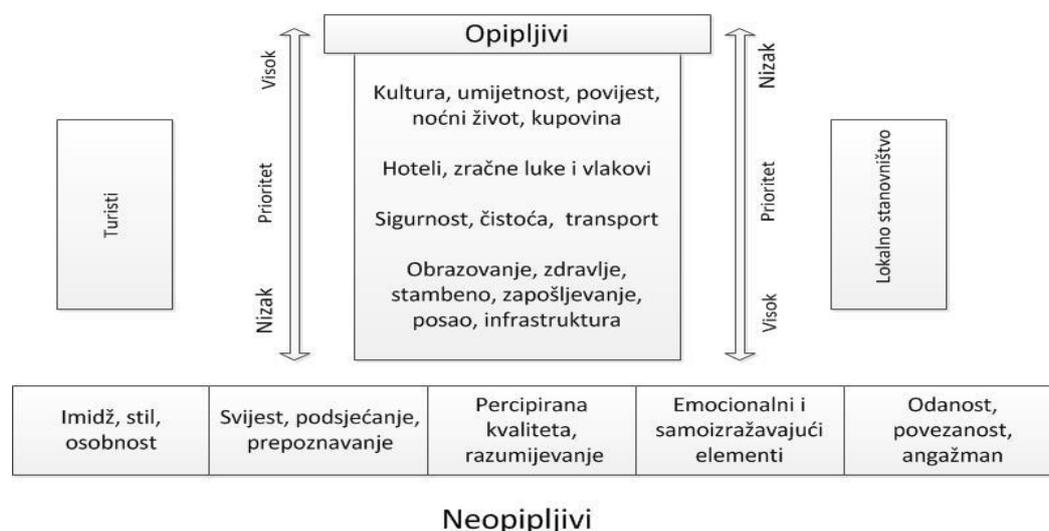 Opipljivi
Visok
Prioritet
Nizak
Turisti
Kultura, umijetnost, povijest,
noćni život, kupovina
Hoteli, zračne luke i vlakovi
Sigurnost, čistoća, transport
Obrazovanje, zdravlje,
stambeno, zapošljevanje,
posao, infrastruktura
Nizak
Prioritet
Visok
Lokalno stanovništvo
Imidž, stil,
osobnost
Svijest, podsjećanje,
prepoznavanje
Percipirana
kvaliteta,
razumijevanje
Emocionalni i
samoizražavajući
elementi
Odanost,
povezanost,
angažman
Neopipljivi